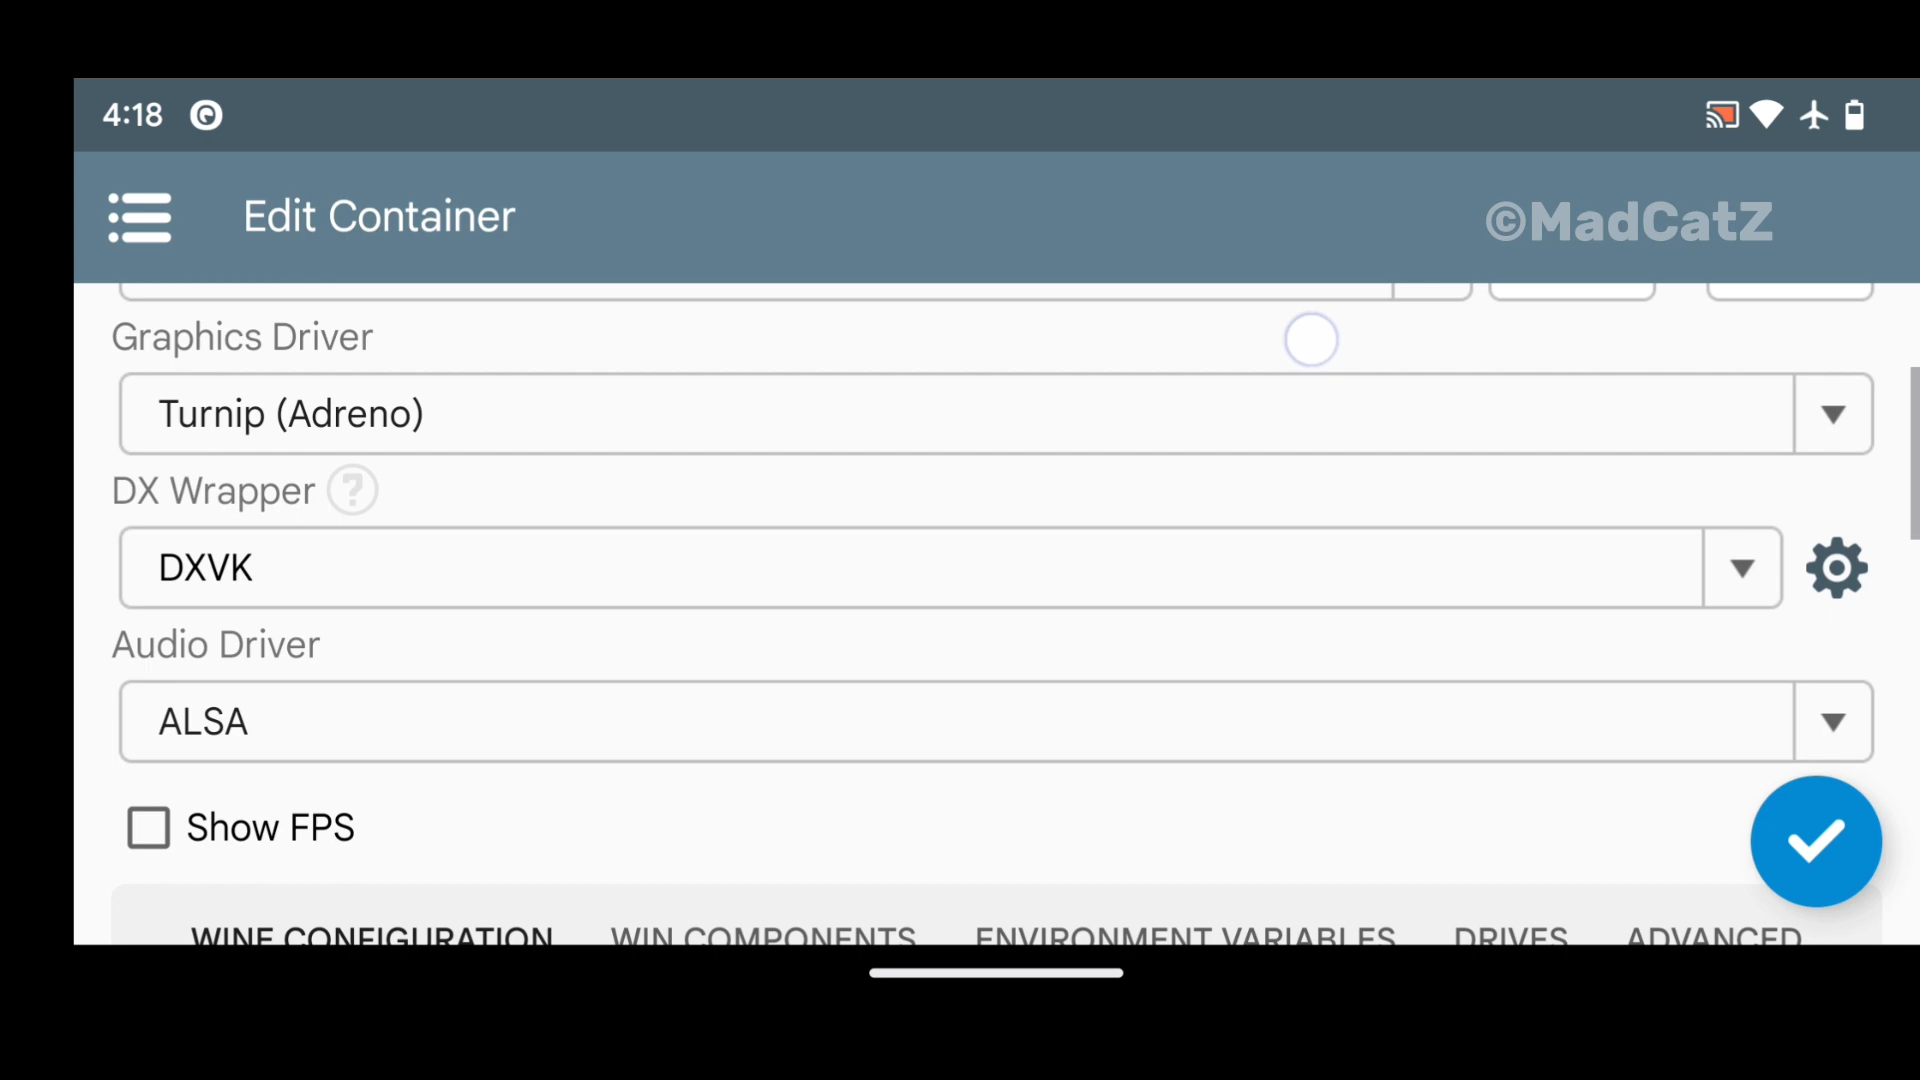 4:18
Edit Container
©MadCatZ
Graphics Driver
Turnip (Adreno)
DX Wrapper ?
DXVK
Audio Driver
ALSA
Show FPS
WINE CONFIGURATION WIN COMPONENTS ENVIRONMENT VARIABLES DRIVES ADVANCED